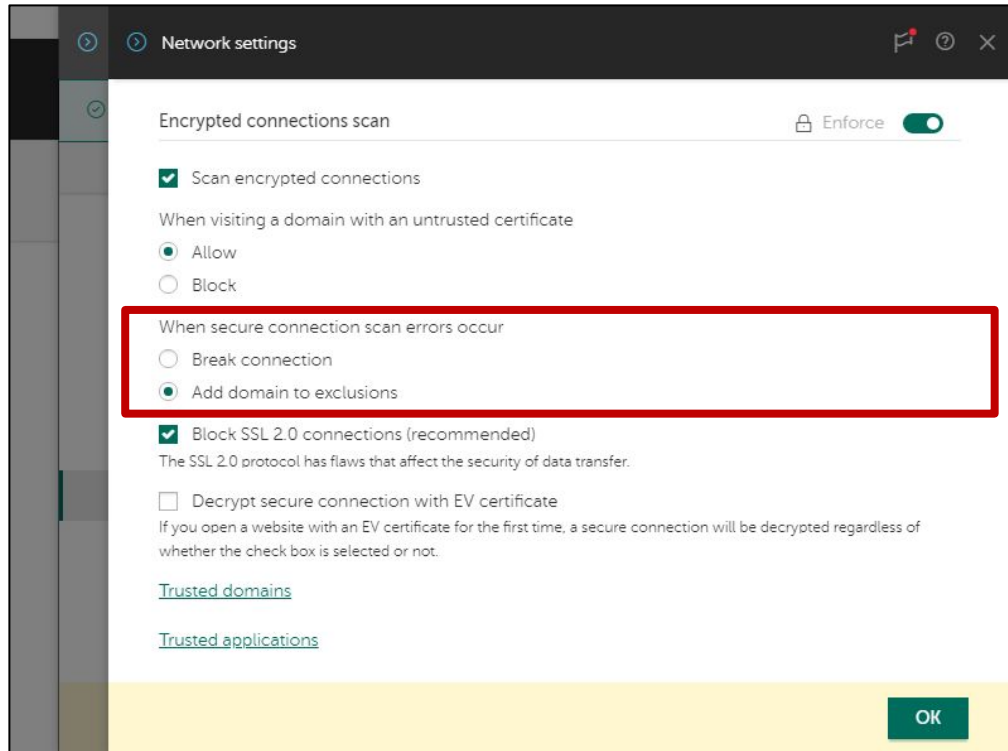 Network settings
Encrypted connections scan
Enforce
Scan encrypted connections
When visiting a domain with an untrusted certificate
Allow
Block
When secure connection scan errors occur
Break connection
Add domain to exclusions
Block SSL 2.0 connections (recommended)
The SSL 2.0 protocol has flaws that affect the security of data transfer.
Decrypt secure connection with EV certificate
If you open a website with an EV certificate for the first time, a secure connection will be decrypted regardless of
whether the check box is selected or not.
Trusted domains
Trusted applications
OK